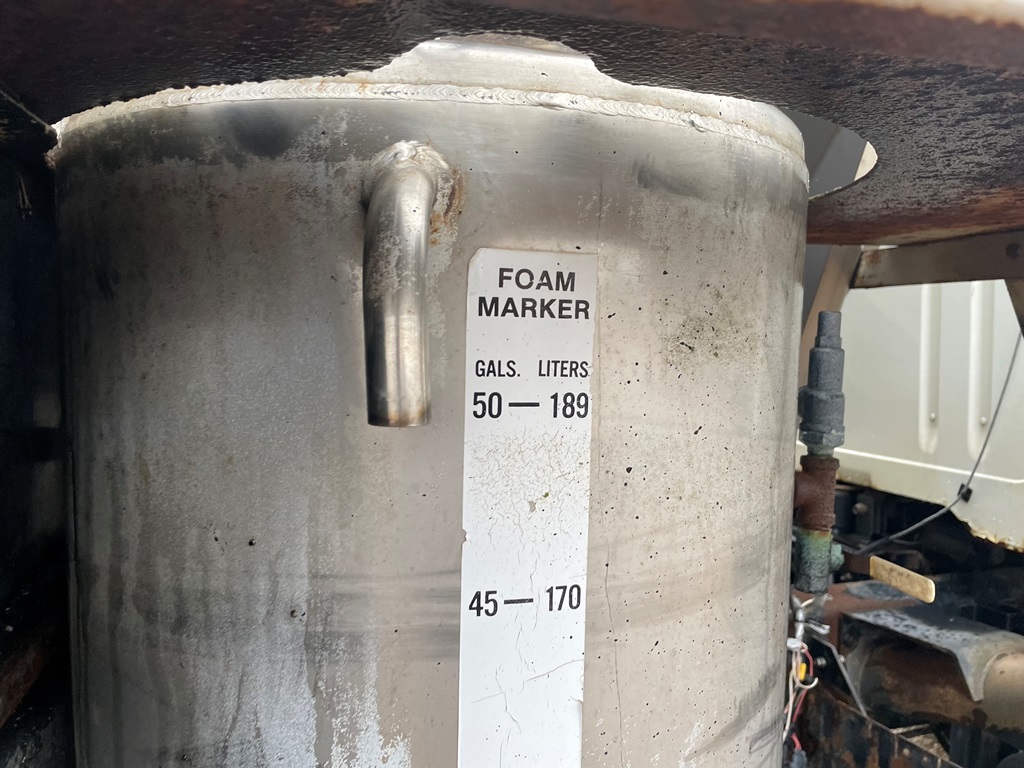 FOAM
MARKER
GALS. LITERS
50 — 189
45 — 170